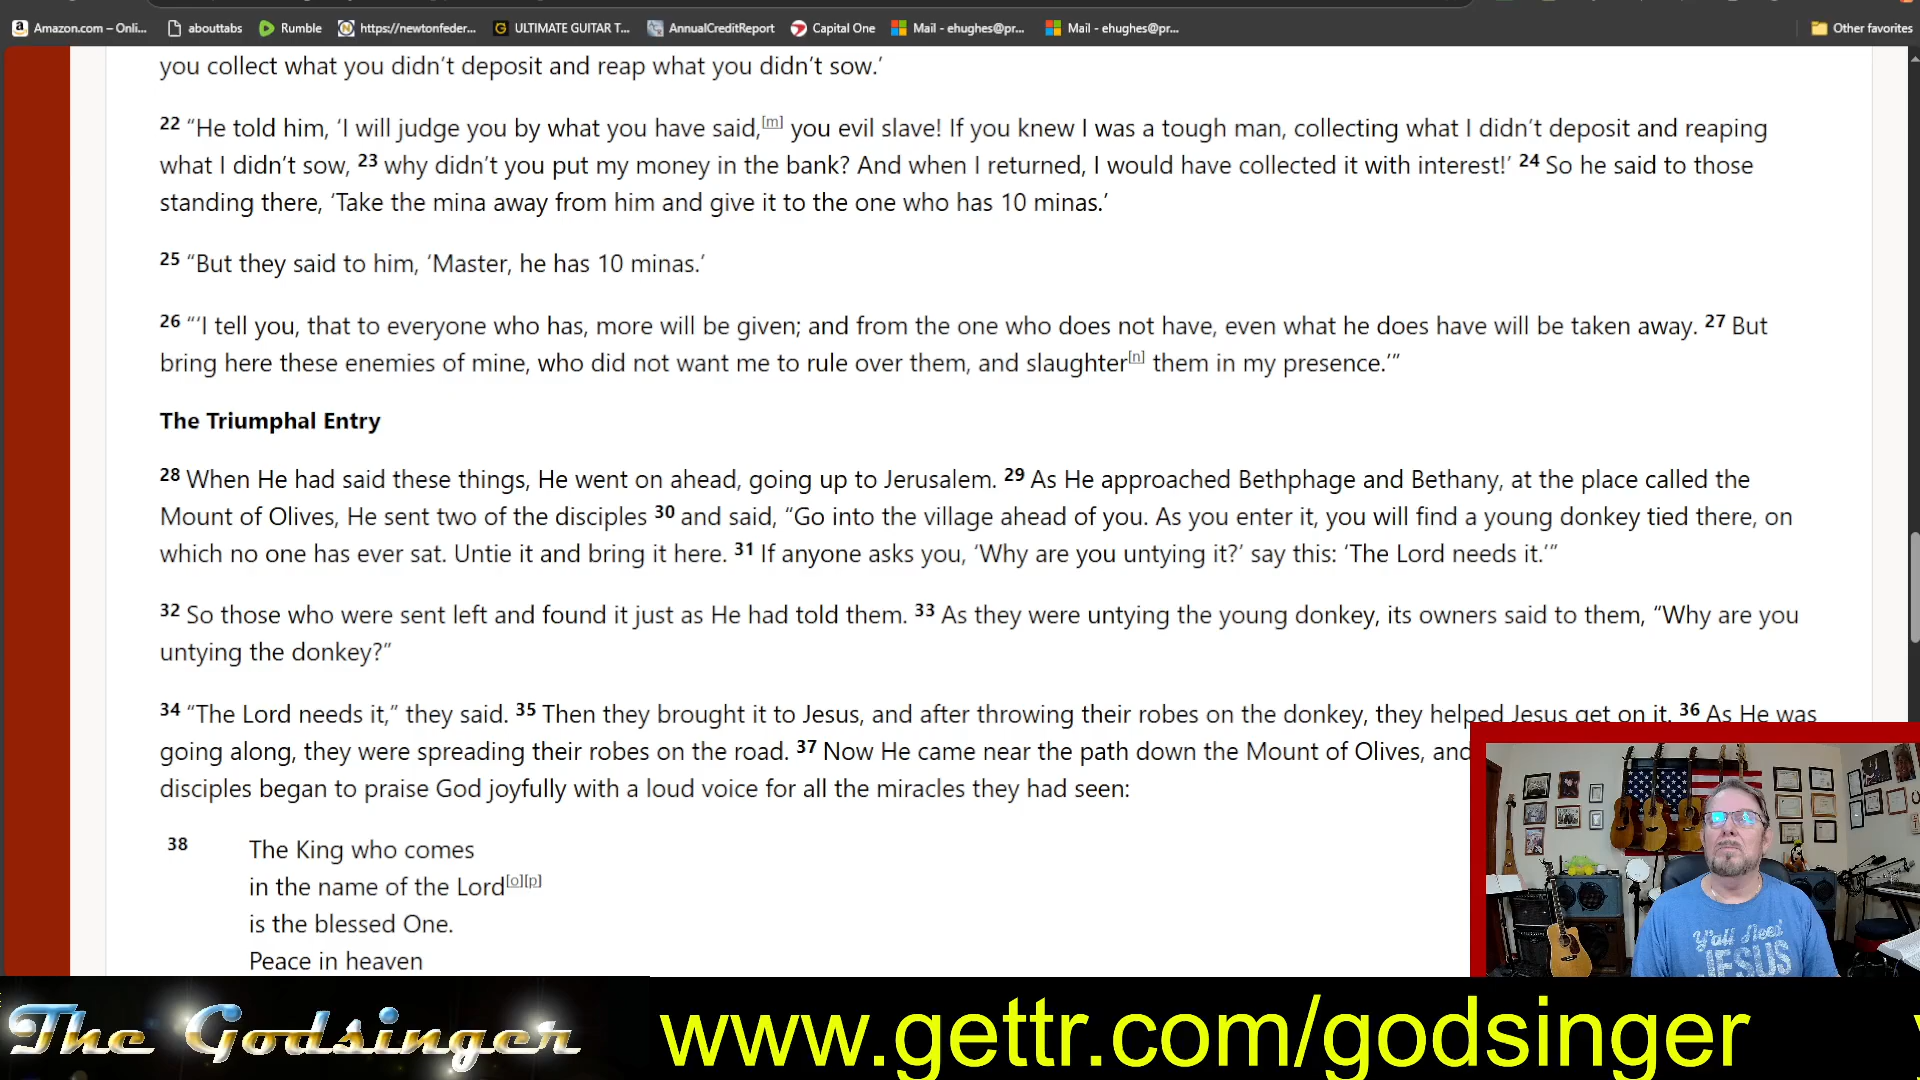 Amazon.com – Onli... abouttabs Rumble https://newtonfeder... ULTIMATE GUITAR T... AnnualCreditReport Capital One Mail - ehughes@pr... Mail - ehughes@pr... Other favorites
you collect what you didn’t deposit and reap what you didn’t sow.’
22 “He told him, ‘I will judge you by what you have said,[m] you evil slave! If you knew I was a tough man, collecting what I didn’t deposit and reaping
what I didn’t sow, 23 why didn’t you put my money in the bank? And when I returned, I would have collected it with interest!’ 24 So he said to those
standing there, ‘Take the mina away from him and give it to the one who has 10 minas.’
25 “But they said to him, ‘Master, he has 10 minas.’
26 “‘I tell you, that to everyone who has, more will be given; and from the one who does not have, even what he does have will be taken away. 27 But
bring here these enemies of mine, who did not want me to rule over them, and slaughter[n] them in my presence.’”
The Triumphal Entry
28 When He had said these things, He went on ahead, going up to Jerusalem. 29 As He approached Bethphage and Bethany, at the place called the
Mount of Olives, He sent two of the disciples 30 and said, “Go into the village ahead of you. As you enter it, you will find a young donkey tied there, on
which no one has ever sat. Untie it and bring it here. 31 If anyone asks you, ‘Why are you untying it?’ say this: ‘The Lord needs it.’”
32 So those who were sent left and found it just as He had told them. 33 As they were untying the young donkey, its owners said to them, “Why are you
untying the donkey?”
34 “The Lord needs it,” they said. 35 Then they brought it to Jesus, and after throwing their robes on the donkey, they helped Jesus get on it. 36 As He was
going along, they were spreading their robes on the road. 37 Now He came near the path down the Mount of Olives, and
disciples began to praise God joyfully with a loud voice for all the miracles they had seen:
38 The King who comes
in the name of the Lord[o][p]
is the blessed One.
Peace in heaven
Y'all Need
JESUS
The Godsinger www.gettr.com/godsinger